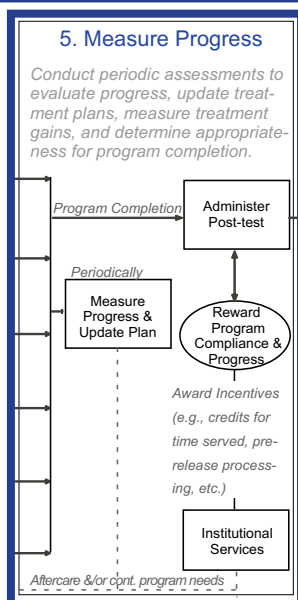 5. Measure Progress
Conduct periodic assessments to
evaluate progress, update treat-
ment plans, measure treatment
gains, and determine appropriate-
ness for program completion.
Program Completion
Administer
Post-test
Periodically
Measure
Progress &
Update Plan
Reward
Program
Compliance &
Progress
Award Incentives
(e.g., credits for
time served, pre-
release process-
ing, etc.)
Institutional
Services
Aftercare &/or cont. program needs